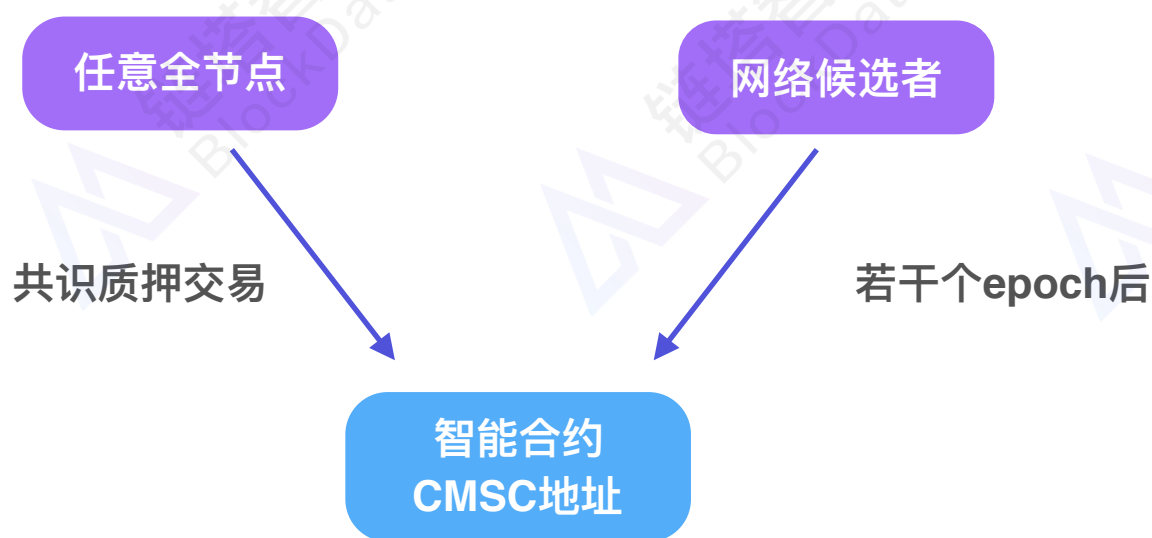 任意全节点
网络候选者
共识质押交易
若干个epoch后
智能合约
CMSC地址